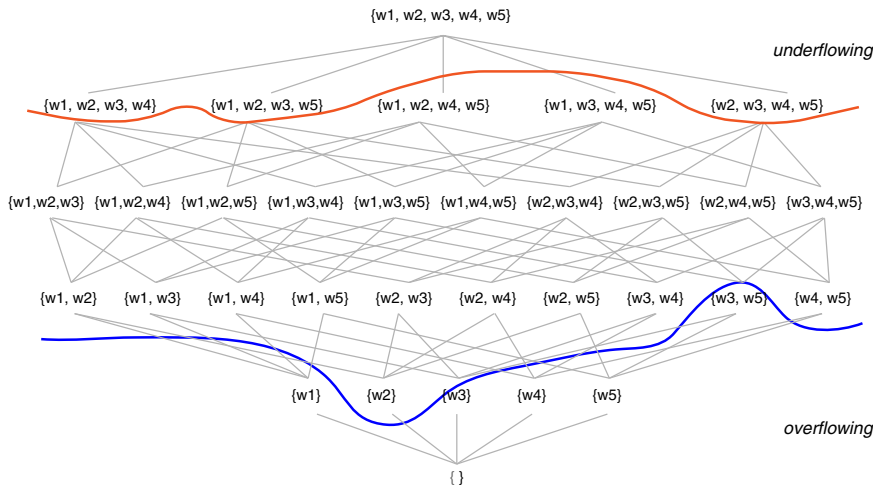 {w1, w2, w3, w4, w5}
underflowing
{w1, w2, w3, w4} {w1, w2, w3, w5} {w1, w2, w4, w5} {w1, w3, w4, w5} {w2, w3, w4, w5}
{w1,w2,w3} {w1,w2,w4} {w1,w2,w5} {w1,w3,w4} {w1,w3,w5} {w1,w4,w5} {w2,w3,w4} {w2,w3,w5} {w2,w4,w5} {w3,w4,w5}
{w1, w2} {w1, w3} {w1, w4} {w1, w5} {w2, w3} {w2, w4} {w2, w5} {w3, w4} {w3, w5} {w4, w5}
{w1} {w2} {w3} {w4} {w5}
overflowing
{ }